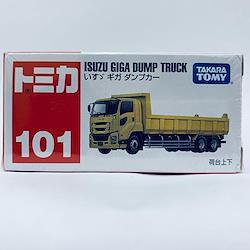 トミカ
101
ISUZU GIGA DUMP TRUCK
いすゞ ギガ ダンプカー
TAKARA
TOMY
荷台上下